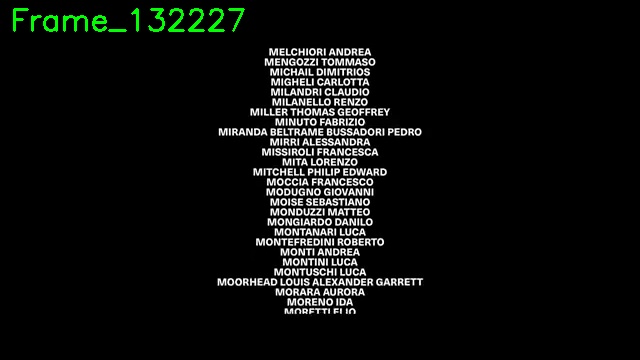 Frame_132227
MELCHIORI ANDREA
MENGOZZI TOMMASO
MICHAIL DIMITRIOS
MIGHELI CARLOTTA
MILANDRI CLAUDIO
MILANELLO RENZO
MILLER THOMAS GEOFFREY
MINUTO FABRIZIO
MIRANDA BELTRAME BUSSADORI PEDRO
MIRRI ALESSANDRA
MISSIROLI FRANCESCA
MITA LORENZO
MITCHELL PHILIP EDWARD
MOCCIA FRANCESCO
MODUGNO GIOVANNI
MOISE SEBASTIANO
MONDUZZI MATTEO
MONGIARDO DANILO
MONTANARI LUCA
MONTEFREDINI ROBERTO
MONTI ANDREA
MONTINI LUCA
MONTUSCHI LUCA
MOORHEAD LOUIS ALEXANDER GARRETT
MORARA AURORA
MORENO IDA
MORETTI ELIO